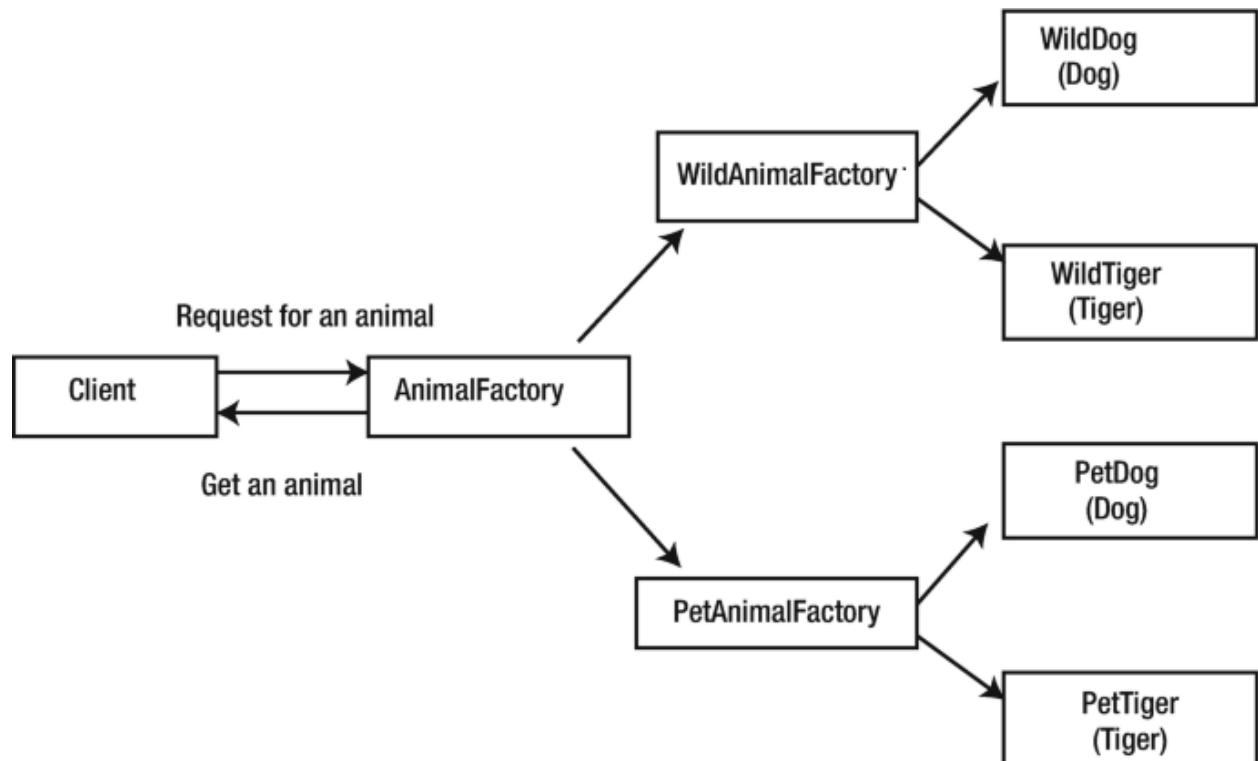 WildDog
(Dog)
WildAnimalFactory
WildTiger
(Tiger)
Request for an animal
Client
AnimalFactory
Get an animal
PetDog
(Dog)
PetAnimalFactory
PetTiger
(Tiger)